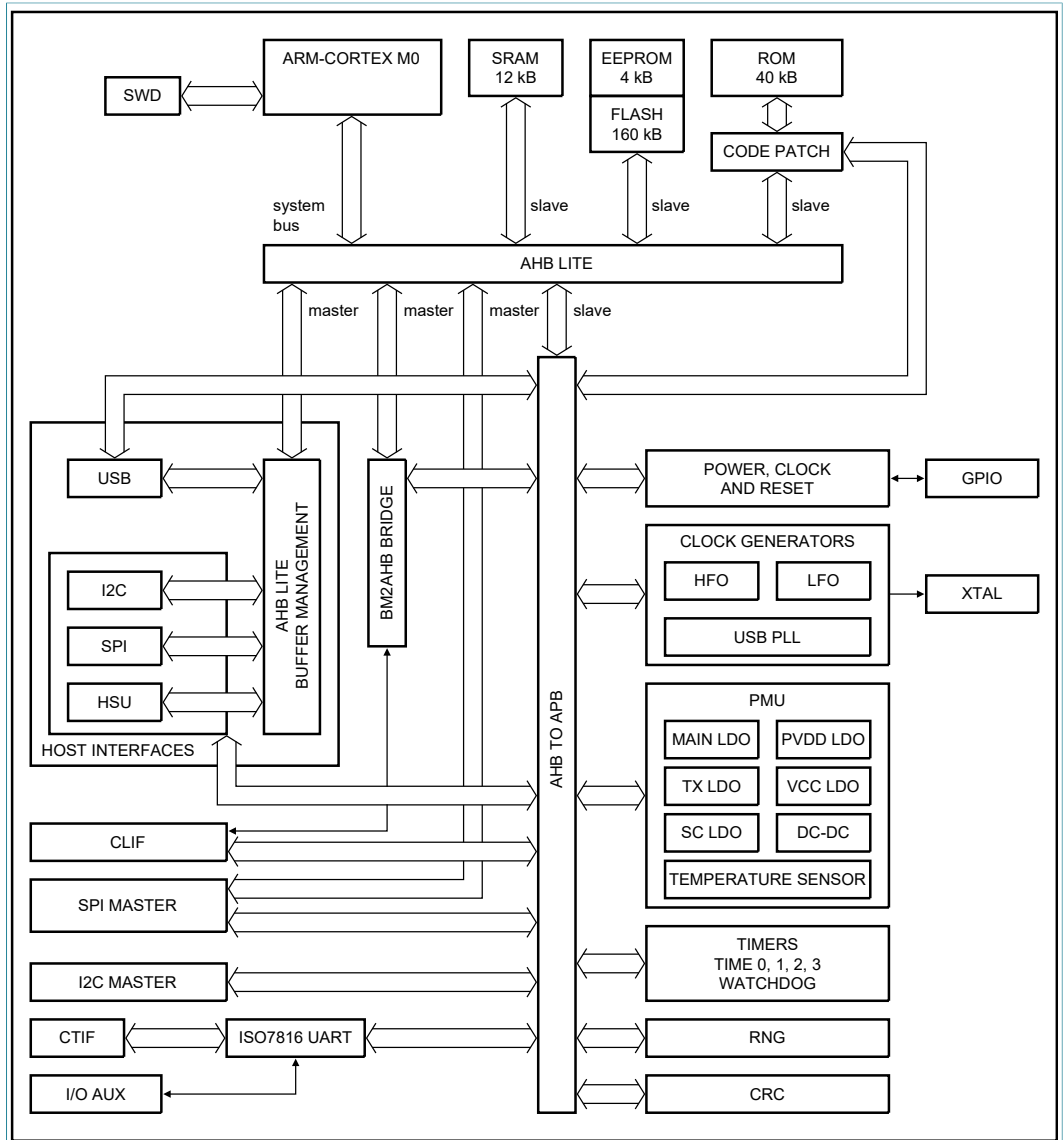 ARM-CORTEX M0
SRAM
12 kB
EEPROM
4 kB
ROM
40 kB
SWD
FLASH
160 kB
CODE PATCH
system
bus
slave
slave
slave
AHB LITE
master
master
master
slave
USB
POWER, CLOCK
AND RESET
GPIO
AHB LITE
BUFFER MANAGEMENT
BM2AHB BRIDGE
CLOCK GENERATORS
HFO
LFO
USB PLL
XTAL
I2C
SPI
HSU
HOST INTERFACES
AHB TO APB
PMU
MAIN LDO
PVDD LDO
TX LDO
VCC LDO
SC LDO
DC-DC
TEMPERATURE SENSOR
CLIF
SPI MASTER
I2C MASTER
TIMERS
TIME 0, 1, 2, 3
WATCHDOG
CTIF
ISO7816 UART
RNG
I/O AUX
CRC